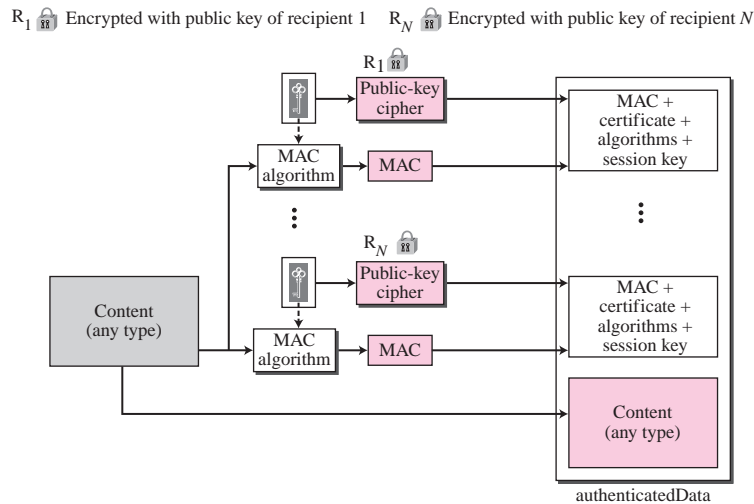 R1 Encrypted with public key of recipient 1
RN Encrypted with public key of recipient N
R1
Public-key
cipher
MAC +
certificate +
algorithms +
session key
MAC
algorithm
MAC
RN
Public-key
cipher
MAC +
certificate +
algorithms +
session key
Content
(any type)
MAC
algorithm
MAC
Content
(any type)
authenticatedData